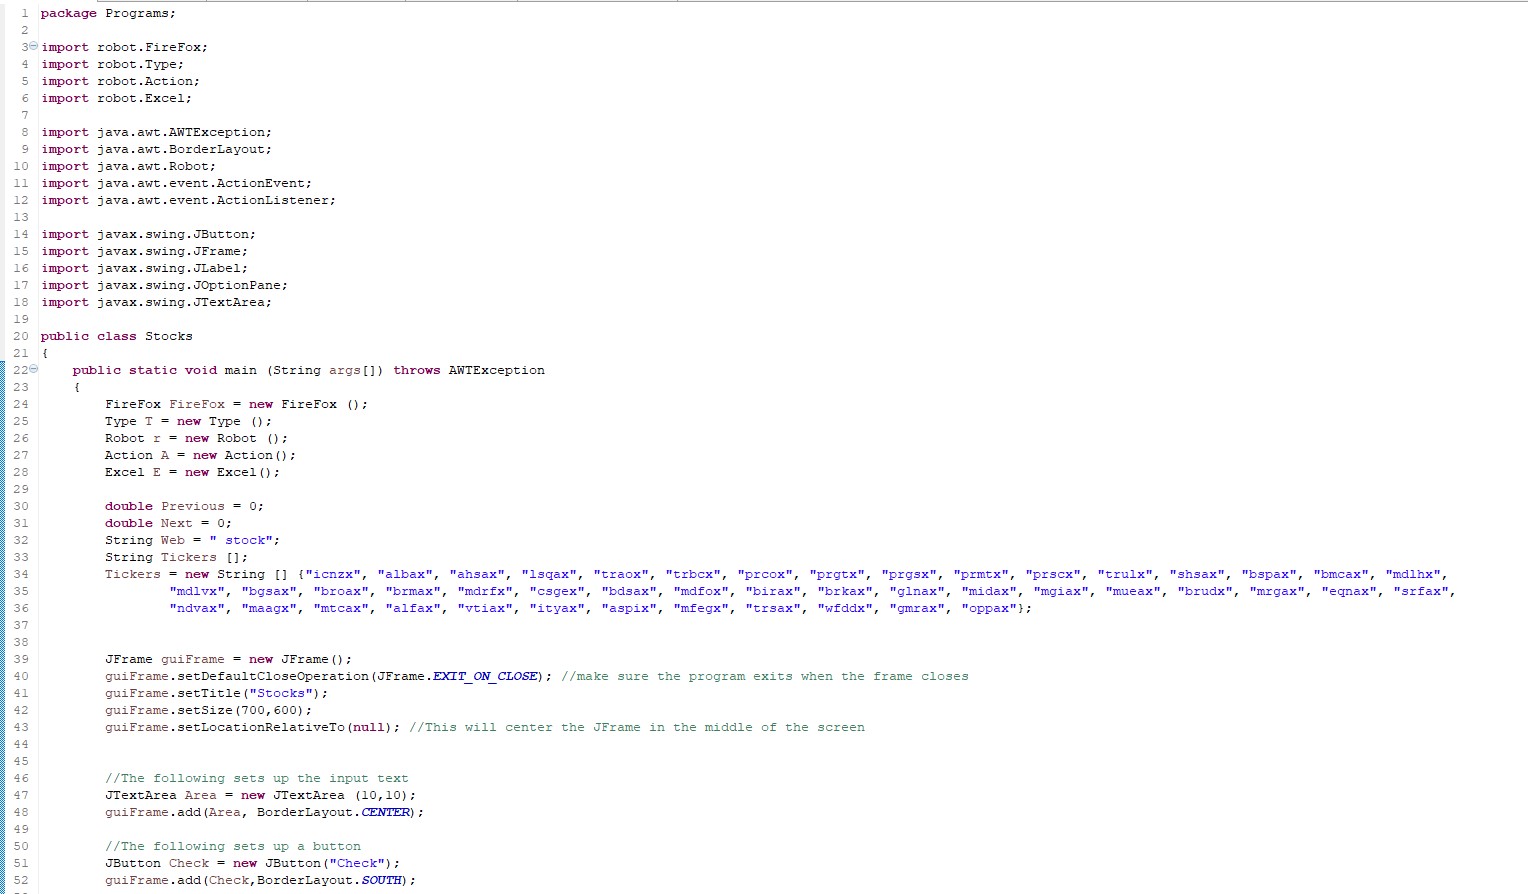 1 package Programs;
2
3 import robot.FireFox;
4 import robot.Type;
5 import robot.Action;
6 import robot.Excel;
7
8 import java.awt.AWTException;
9 import java.awt.BorderLayout;
10 import java.awt.Robot;
11 import java.awt.event.ActionEvent;
12 import java.awt.event.ActionListener;
13
14 import javax.swing.JButton;
15 import javax.swing.JFrame;
16 import javax.swing.JLabel;
17 import javax.swing.JOptionPane;
18 import javax.swing.JTextArea;
19
20 public class Stocks
21 {
22 public static void main (String args[]) throws AWTException
23 {
24 FireFox FireFox = new FireFox ();
25 Type T = new Type ();
26 Robot r = new Robot ();
27 Action A = new Action();
28 Excel E = new Excel();
29
30 double Previous = 0;
31 double Next = 0;
32 String Web = " stock";
33 String Tickers [];
34 Tickers = new String [] {"icnzx", "albax", "ahsax", "lsqax", "traox", "trbcx", "prcox", "prgtx", "prgsx", "prmtx", "prscx", "trulx", "shsax", "bspax", "bmcax", "mdlhx",
35 "mdlvx", "bgsax", "broax", "brmax", "mdrfx", "csgex", "bdsax", "mdfox", "birax", "brkax", "glnax", "midax", "mgiax", "mueax", "brudx", "mrgax", "eqnax", "srfax",
36 "ndvax", "maagx", "mtcax", "alfax", "vtiax", "ityax", "aspix", "mfegx", "trsax", "wfddx", "gmrax", "oppax"};
37
38
39 JFrame guiFrame = new JFrame();
40 guiFrame.setDefaultCloseOperation(JFrame.EXIT_ON_CLOSE); //make sure the program exits when the frame closes
41 guiFrame.setTitle("Stocks");
42 guiFrame.setSize(700,600);
43 guiFrame.setLocationRelativeTo(null); //This will center the JFrame in the middle of the screen
44
45
46 //The following sets up the input text
47 JTextArea Area = new JTextArea (10,10);
48 guiFrame.add(Area, BorderLayout.CENTER);
49
50 //The following sets up a button
51 JButton Check = new JButton("Check");
52 guiFrame.add(Check,BorderLayout.SOUTH);